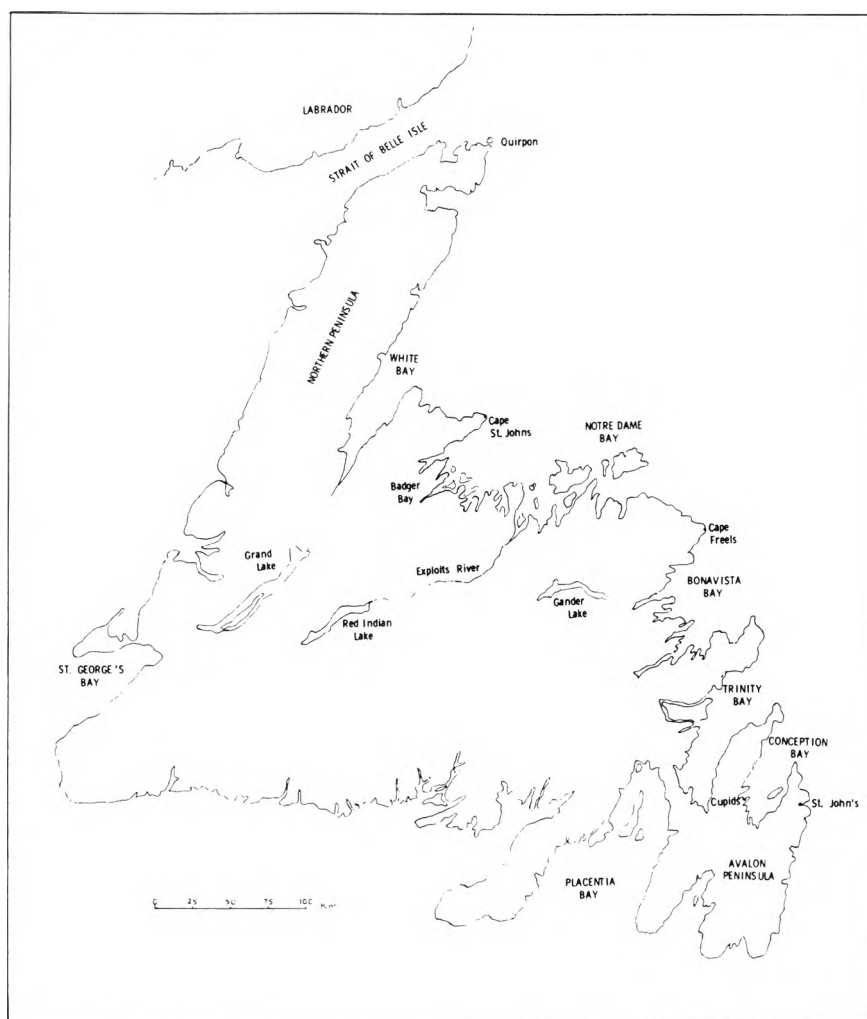 LABRADOR
STRAIT OF BELLE ISLE
Quirpon
NORTHERN PENINSULA
WHITE
BAY
Cape
St. Johns
NOTRE DAME
BAY
Badger
Bay
Cape
Freels
Grand
Lake
Exploits River
BONAVISTA
BAY
Gander
Lake
Red Indian
Lake
ST. GEORGE'S
BAY
TRINITY
BAY
CONCEPTION
BAY
Cupids
St. John's
AVALON
PENINSULA
PLACENTIA
BAY
0 25 50 75 100 Km